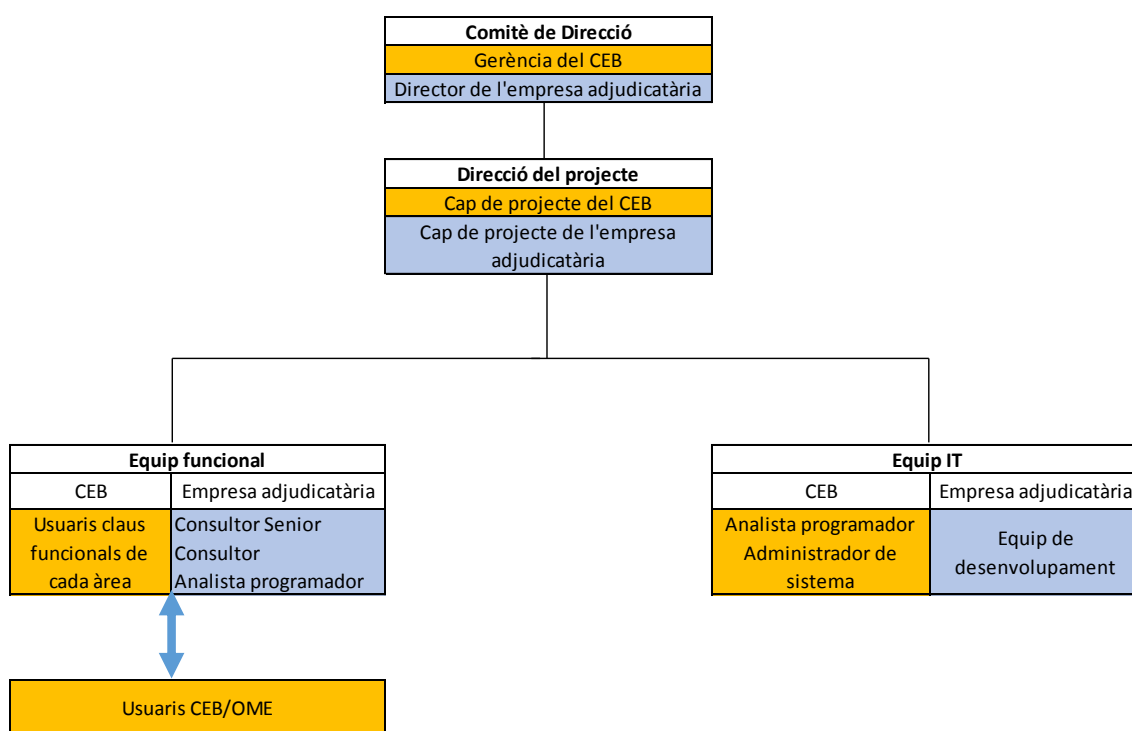 Comitè de Direcció
Gerència del CEB
Director de l'empresa adjudicatària
Direcció del projecte
Cap de projecte del CEB
Cap de projecte de l'empresa
adjudicatària
Equip funcional
CEB
Empresa adjudicatària
Usuaris claus
funcionals de
cada àrea
Consultor Senior
Consultor
Analista programador
Equip IT
CEB
Empresa adjudicatària
Analista programador
Administrador de
sistema
Equip de
desenvolupament
Usuaris CEB/OME